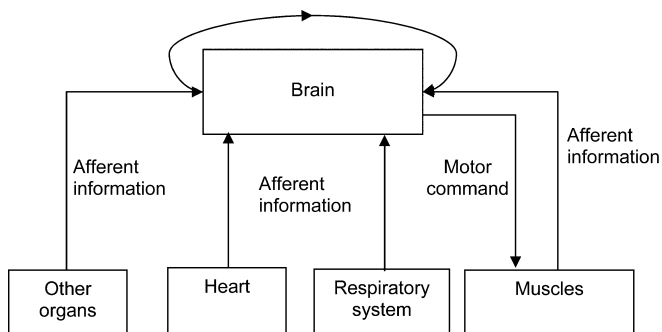 Brain
Afferent
information
Afferent
information
Motor
command
Afferent
information
Other
organs
Heart
Respiratory
system
Muscles